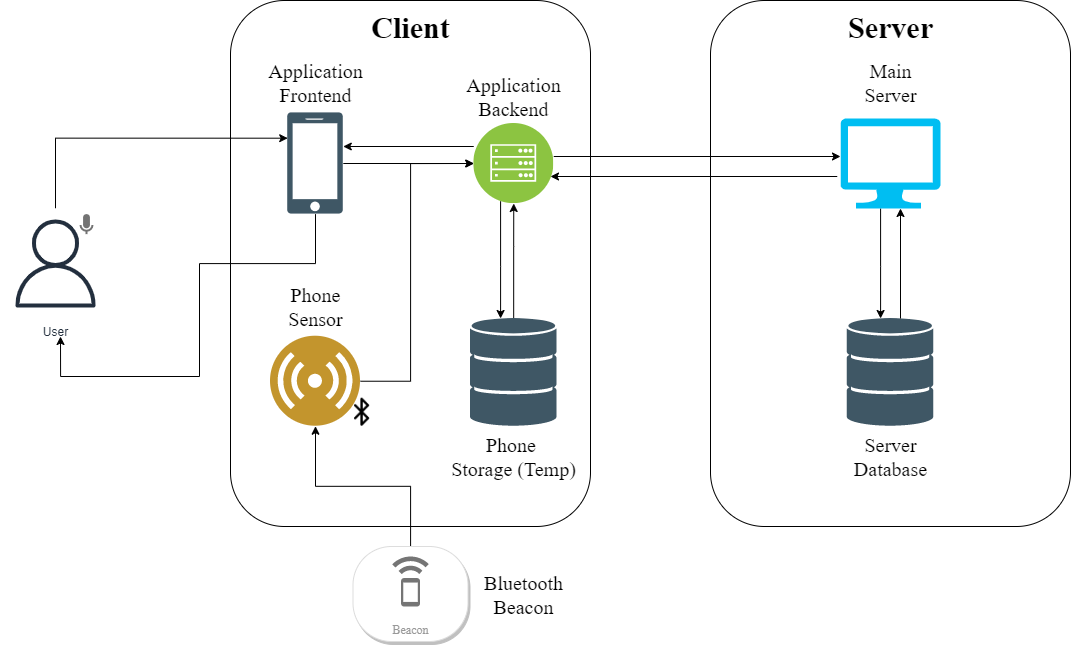 Client
Server
Application
Frontend
Application
Backend
Main
Server
User
Phone
Sensor
Phone
Storage (Temp)
Server
Database
Bluetooth
Beacon
Beacon